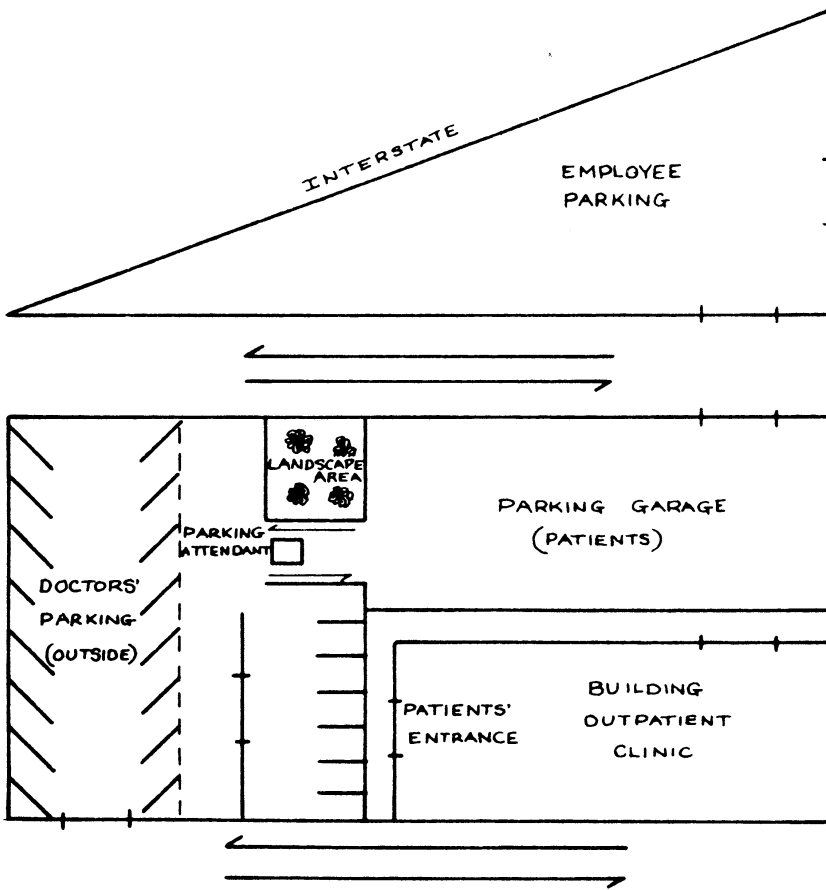 INTERSTATE
EMPLOYEE
PARKING
LANDSCAPE
AREA
PARKING GARAGE
(PATIENTS)
PARKING
ATTENDANT
DOCTORS'
PARKING
(OUTSIDE)
PATIENTS'
ENTRANCE
BUILDING
OUTPATIENT
CLINIC